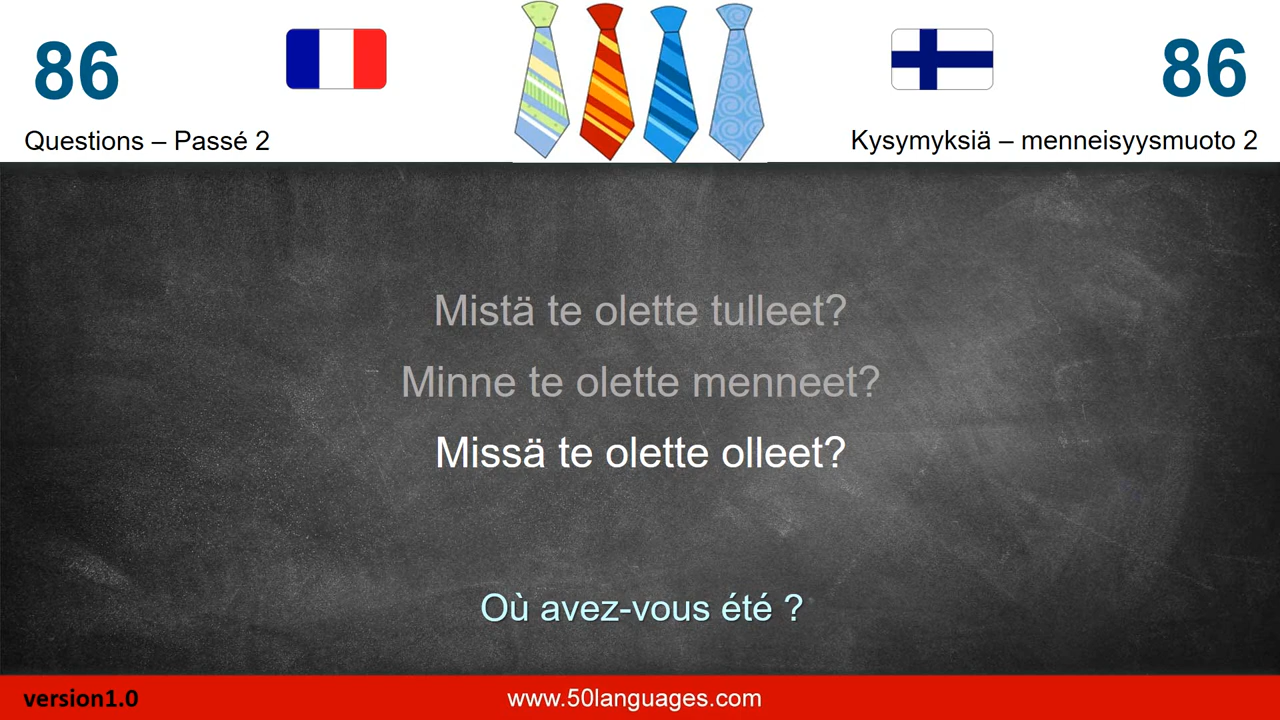 86
86
Questions – Passé 2
Kysymyksiä – menneisyysmuoto 2
Mistä te olette tulleet?
Minne te olette menneet?
Missä te olette olleet?
Où avez-vous été ?
version1.0
www.50languages.com